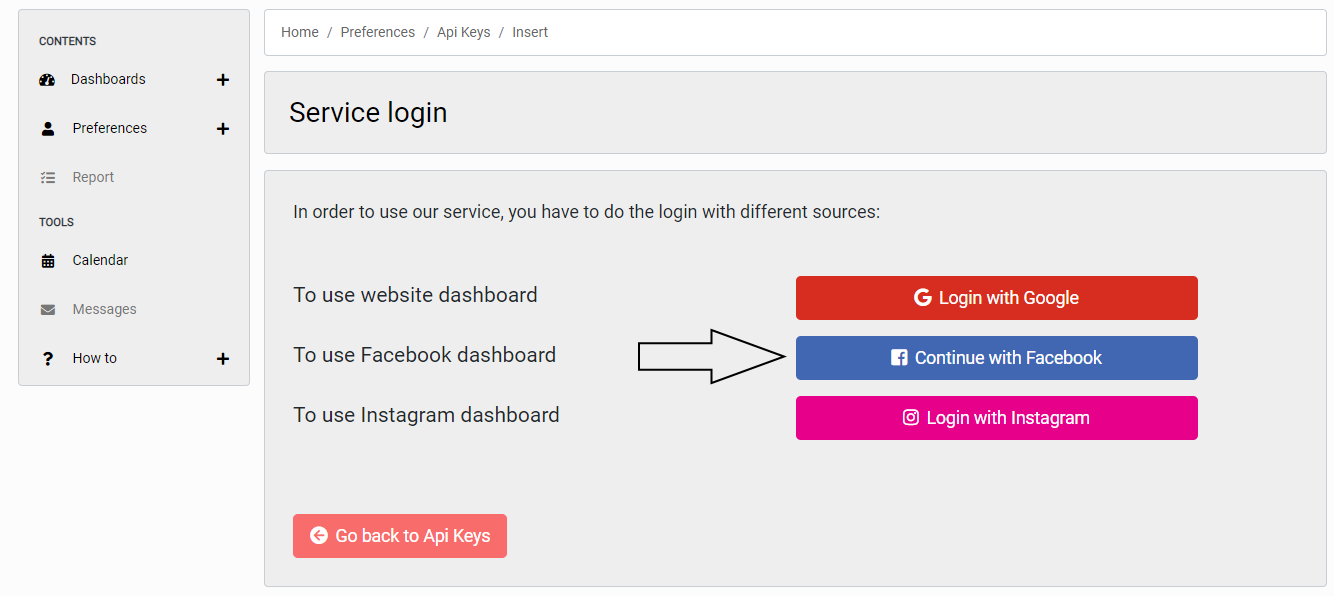 CONTENTS
Dashboards
Preferences
Report
TOOLS
Calendar
Messages
How to
Home / Preferences / Api Keys / Insert
Service login
In order to use our service, you have to do the login with different sources:
To use website dashboard
Login with Google
To use Facebook dashboard
Continue with Facebook
To use Instagram dashboard
Login with Instagram
Go back to Api Keys